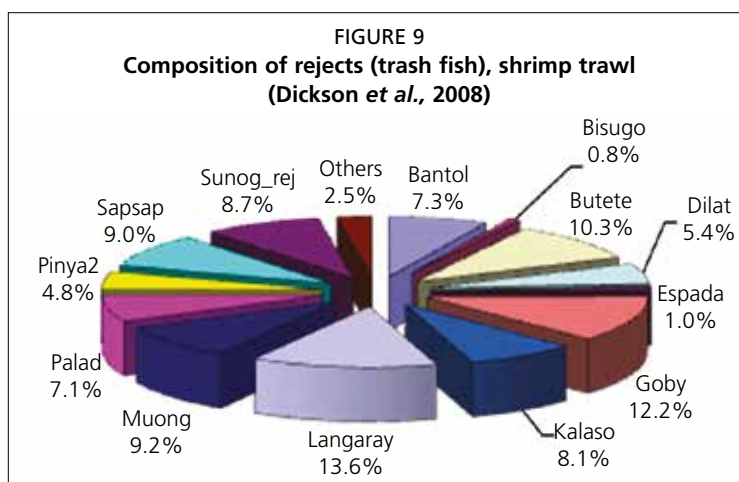 FIGURE 9
Composition of rejects (trash fish), shrimp trawl
(Dickson et al., 2008)
Bisugo
0.8%
Others
2.5%
Bantol
7.3%
Sunog_rej
8.7%
Butete
10.3%
Dilat
5.4%
Sapsap
9.0%
Pinya2
4.8%
Espada
1.0%
Palad
7.1%
Goby
12.2%
Muong
9.2%
Langaray
13.6%
Kalaso
8.1%